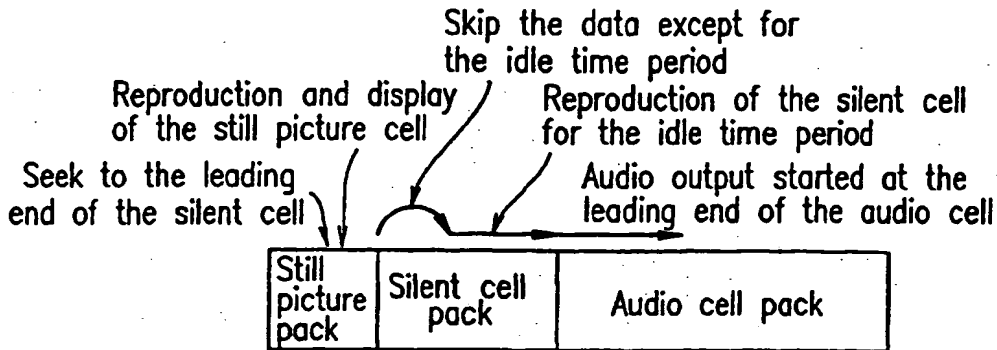 Skip the data except for
the idle time period
Reproduction and display
of the still picture cell
Reproduction of the silent cell
for the idle time period
Seek to the leading
end of the silent cell
Audio output started at the
leading end of the audio cell
Still
picture
pack
Silent cell
pack
Audio cell pack